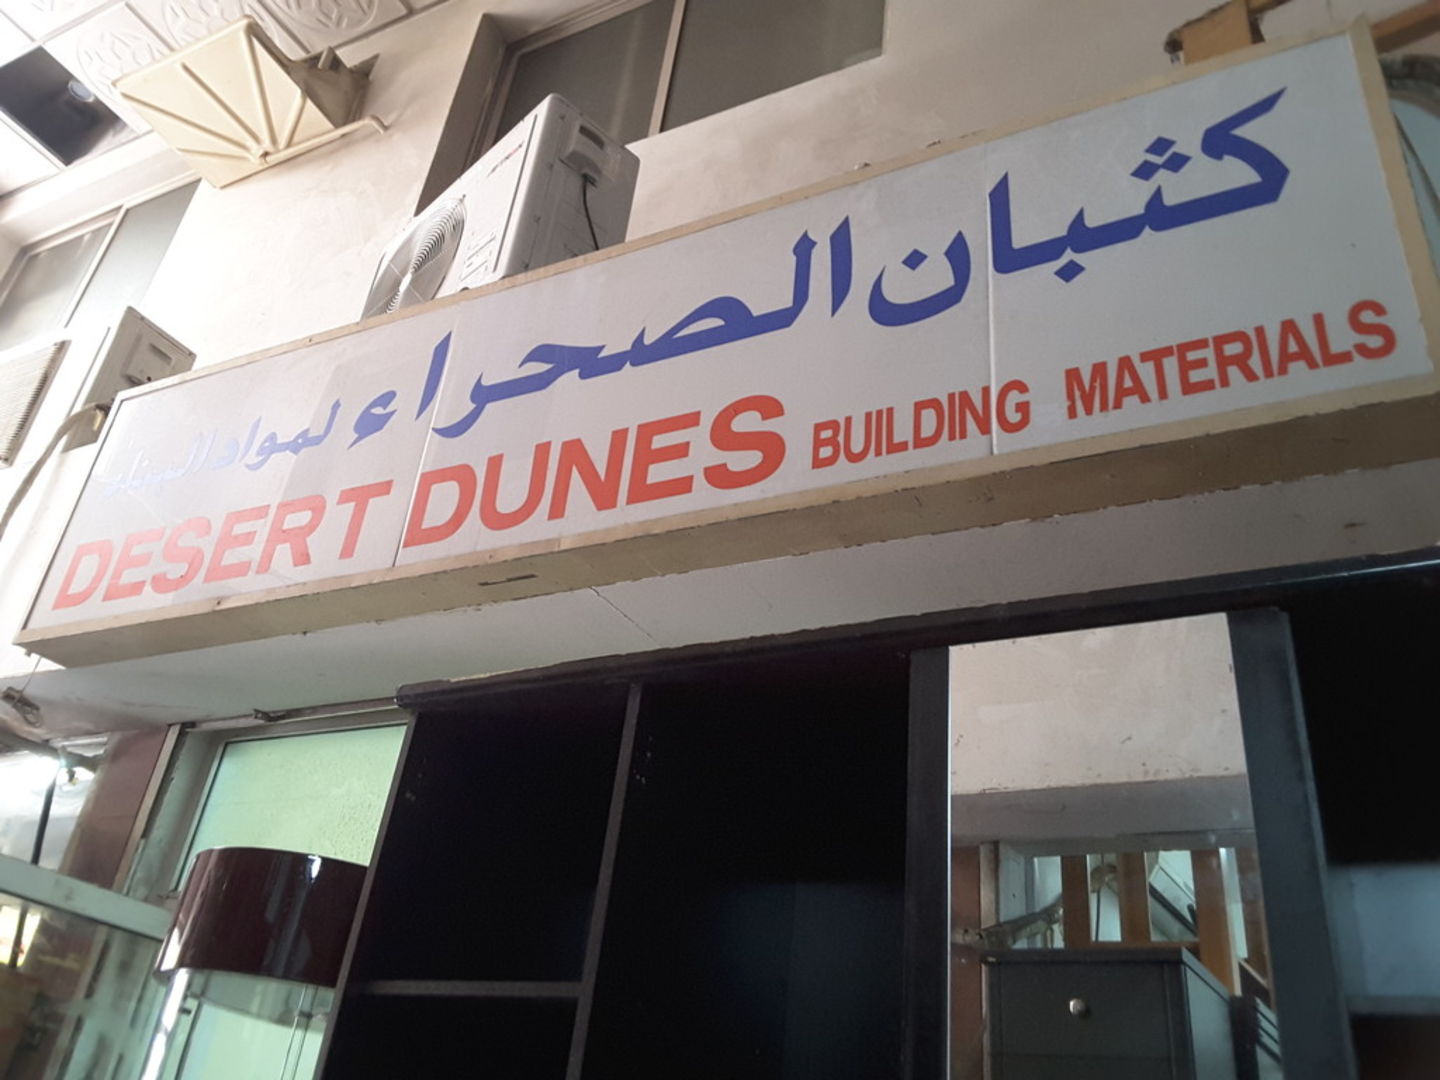 كثبان الصحراء لمواد البناء
DESERT DUNES BUILDING MATERIALS